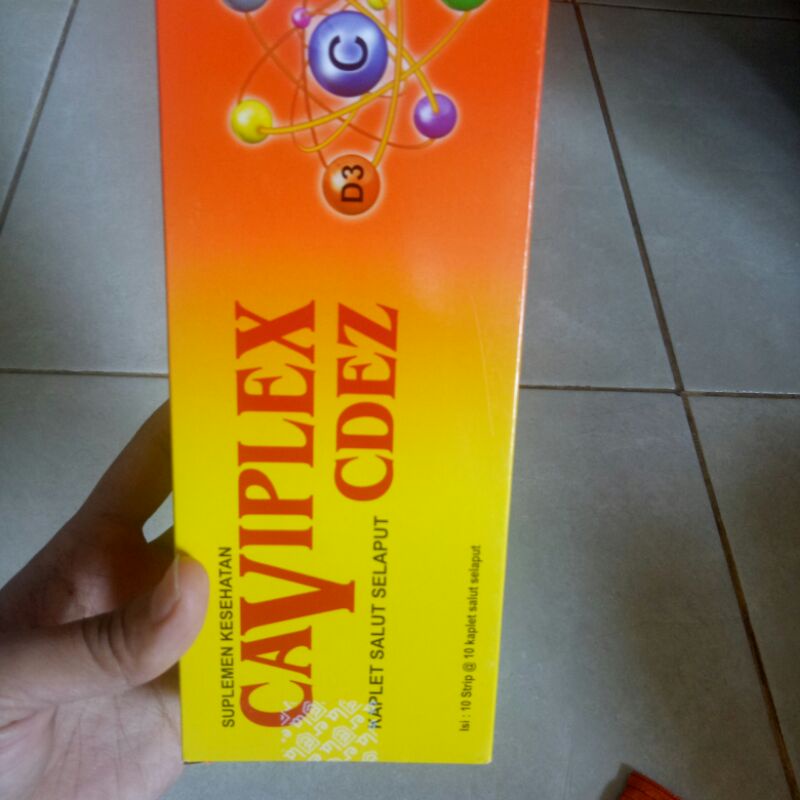 C
D3
SUPLEMEN KESEHATAN
CAVIPLEX
CDEZ
KAPLET SALUT SELAPUT
Isi : 10 Strip @ 10 kaplet salut selaput